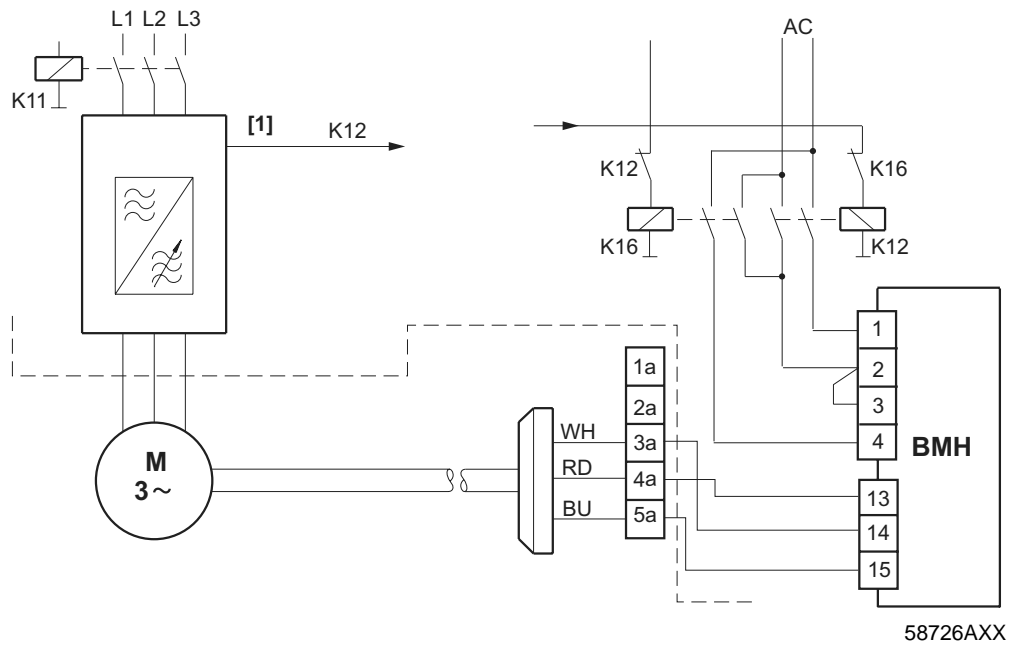 L1 L2 L3
AC
K11
[1]
K12
K12
K16
K16
K12
1
2
3
4
BMH
13
14
15
1a
2a
3a
4a
5a
WH
RD
BU
M
3～
58726AXX